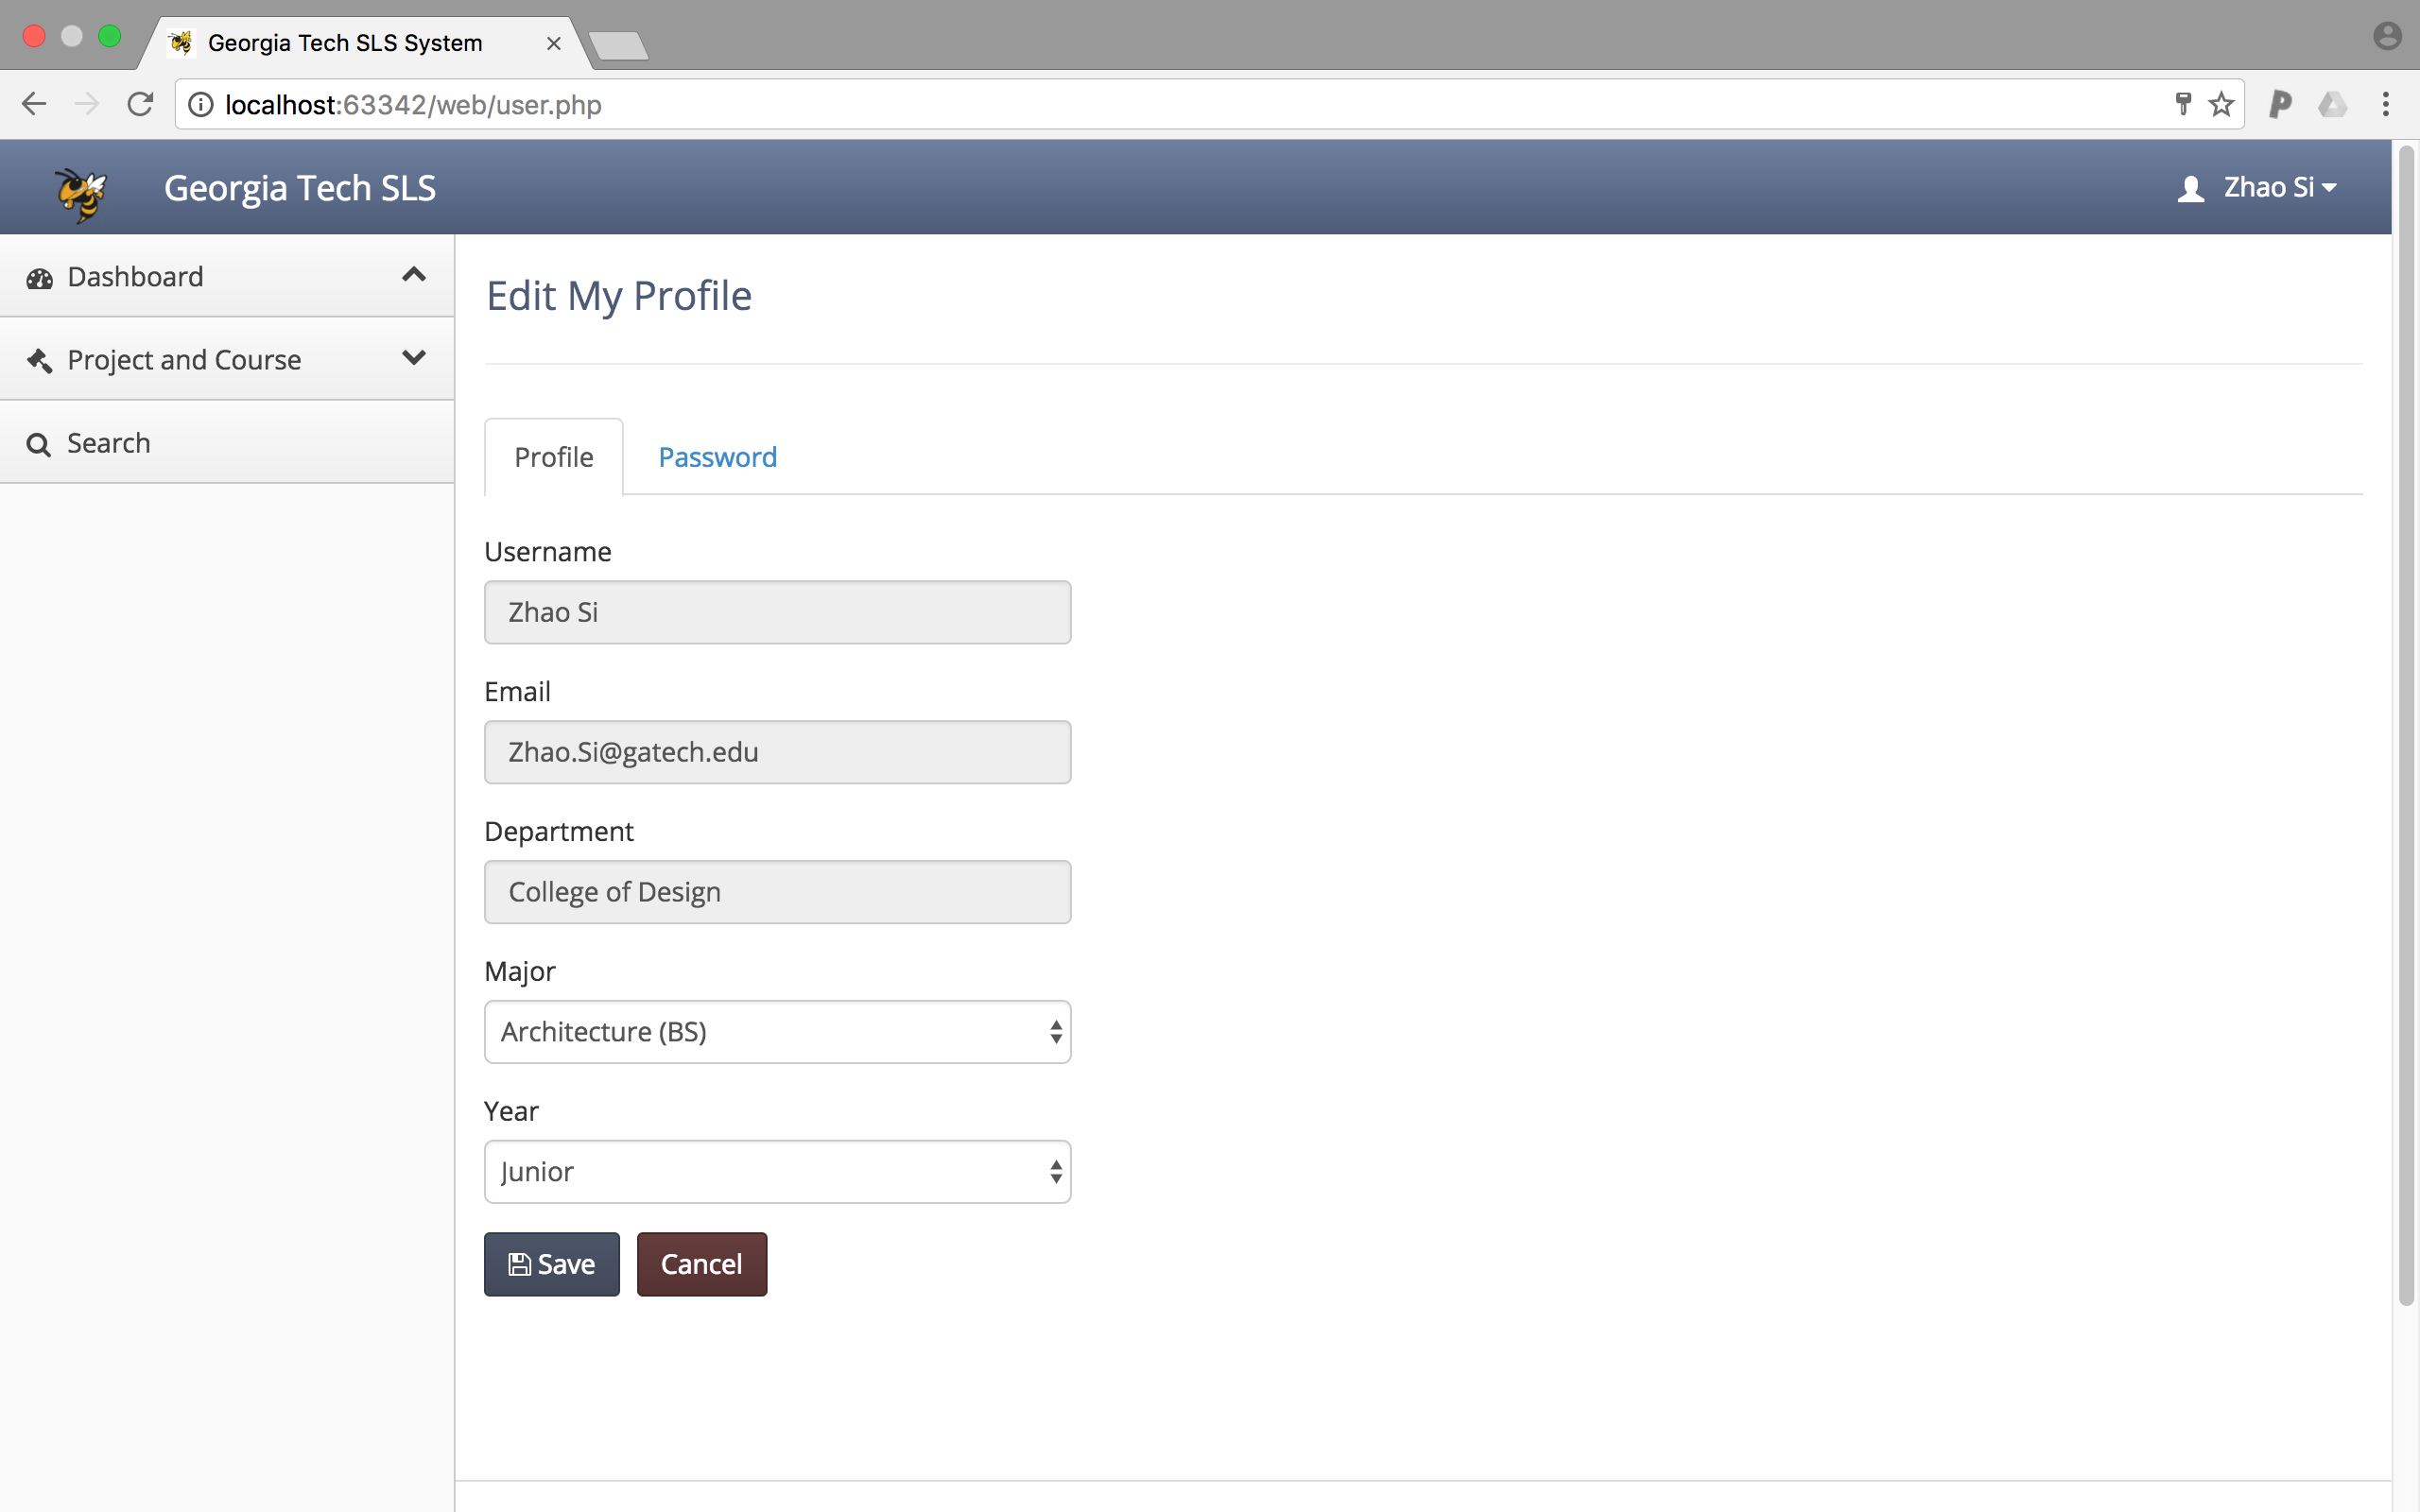 Georgia Tech SLS System
localhost:63342/web/user.php
Georgia Tech SLS
Zhao Si
Dashboard
Project and Course
Search
Edit My Profile
Profile Password
Username
Zhao Si
Email
Zhao.Si@gatech.edu
Department
College of Design
Major
Architecture (BS)
Year
Junior
Save Cancel